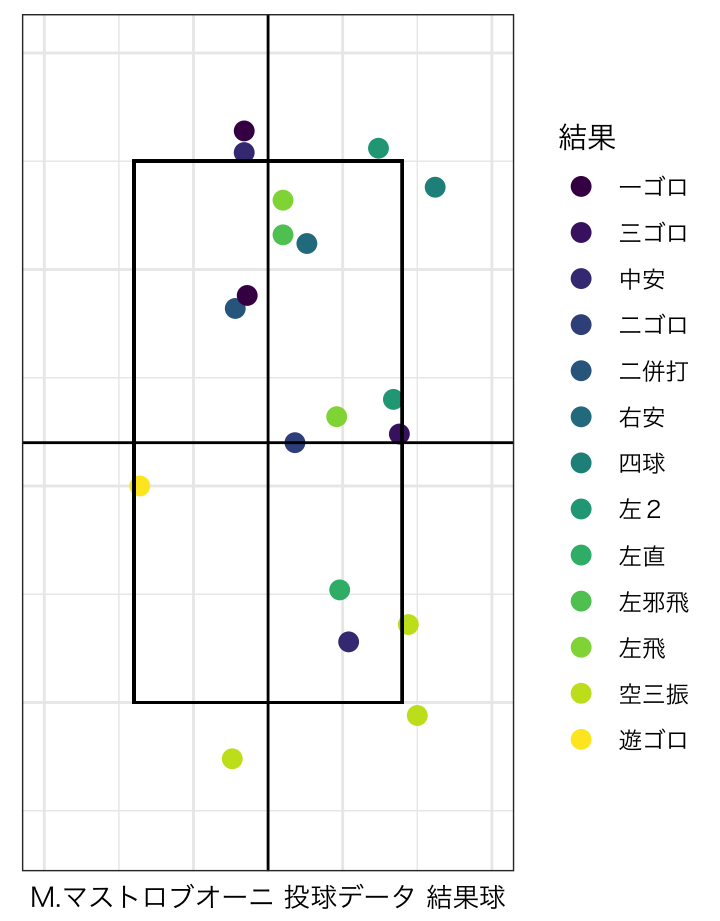 結果
一ゴロ
三ゴロ
中安
二ゴロ
二併打
右安
四球
左２
左直
左邪飛
左飛
空三振
遊ゴロ
M.マストロブオーニ 投球データ 結果球